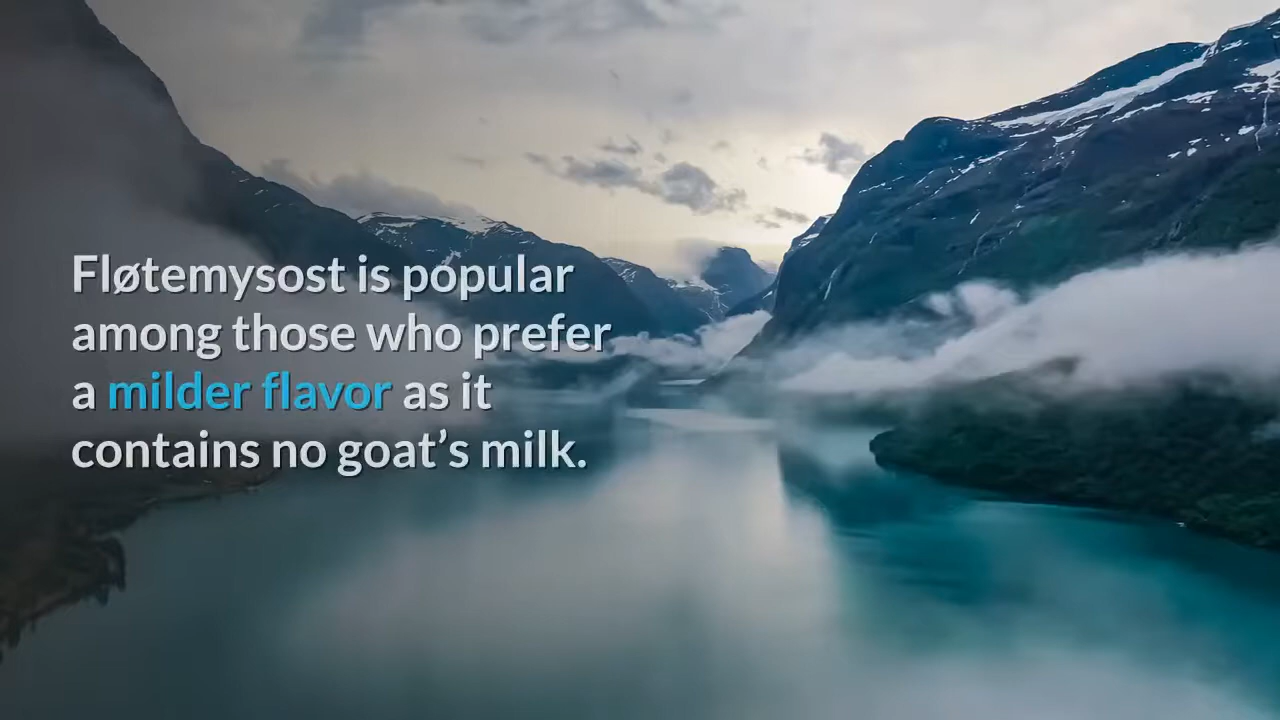 Fløtemysost is popular
among those who prefer
a milder flavor as it
contains no goat’s milk.